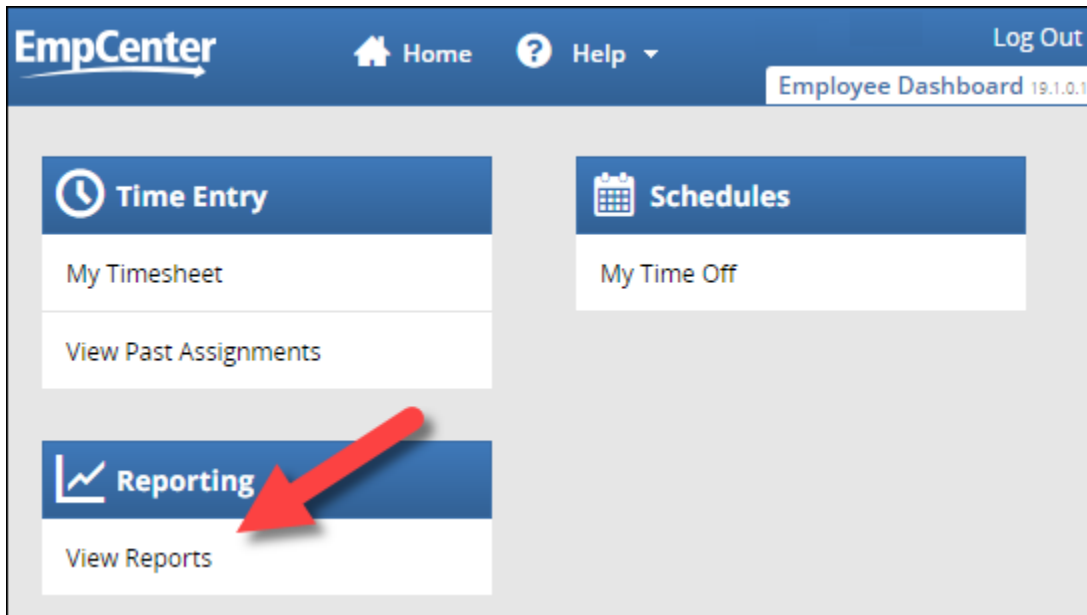 EmpCenter
Home
Help
Log Out
Employee Dashboard 19.1.0.1
Time Entry
My Timesheet
View Past Assignments
Schedules
My Time Off
Reporting
View Reports